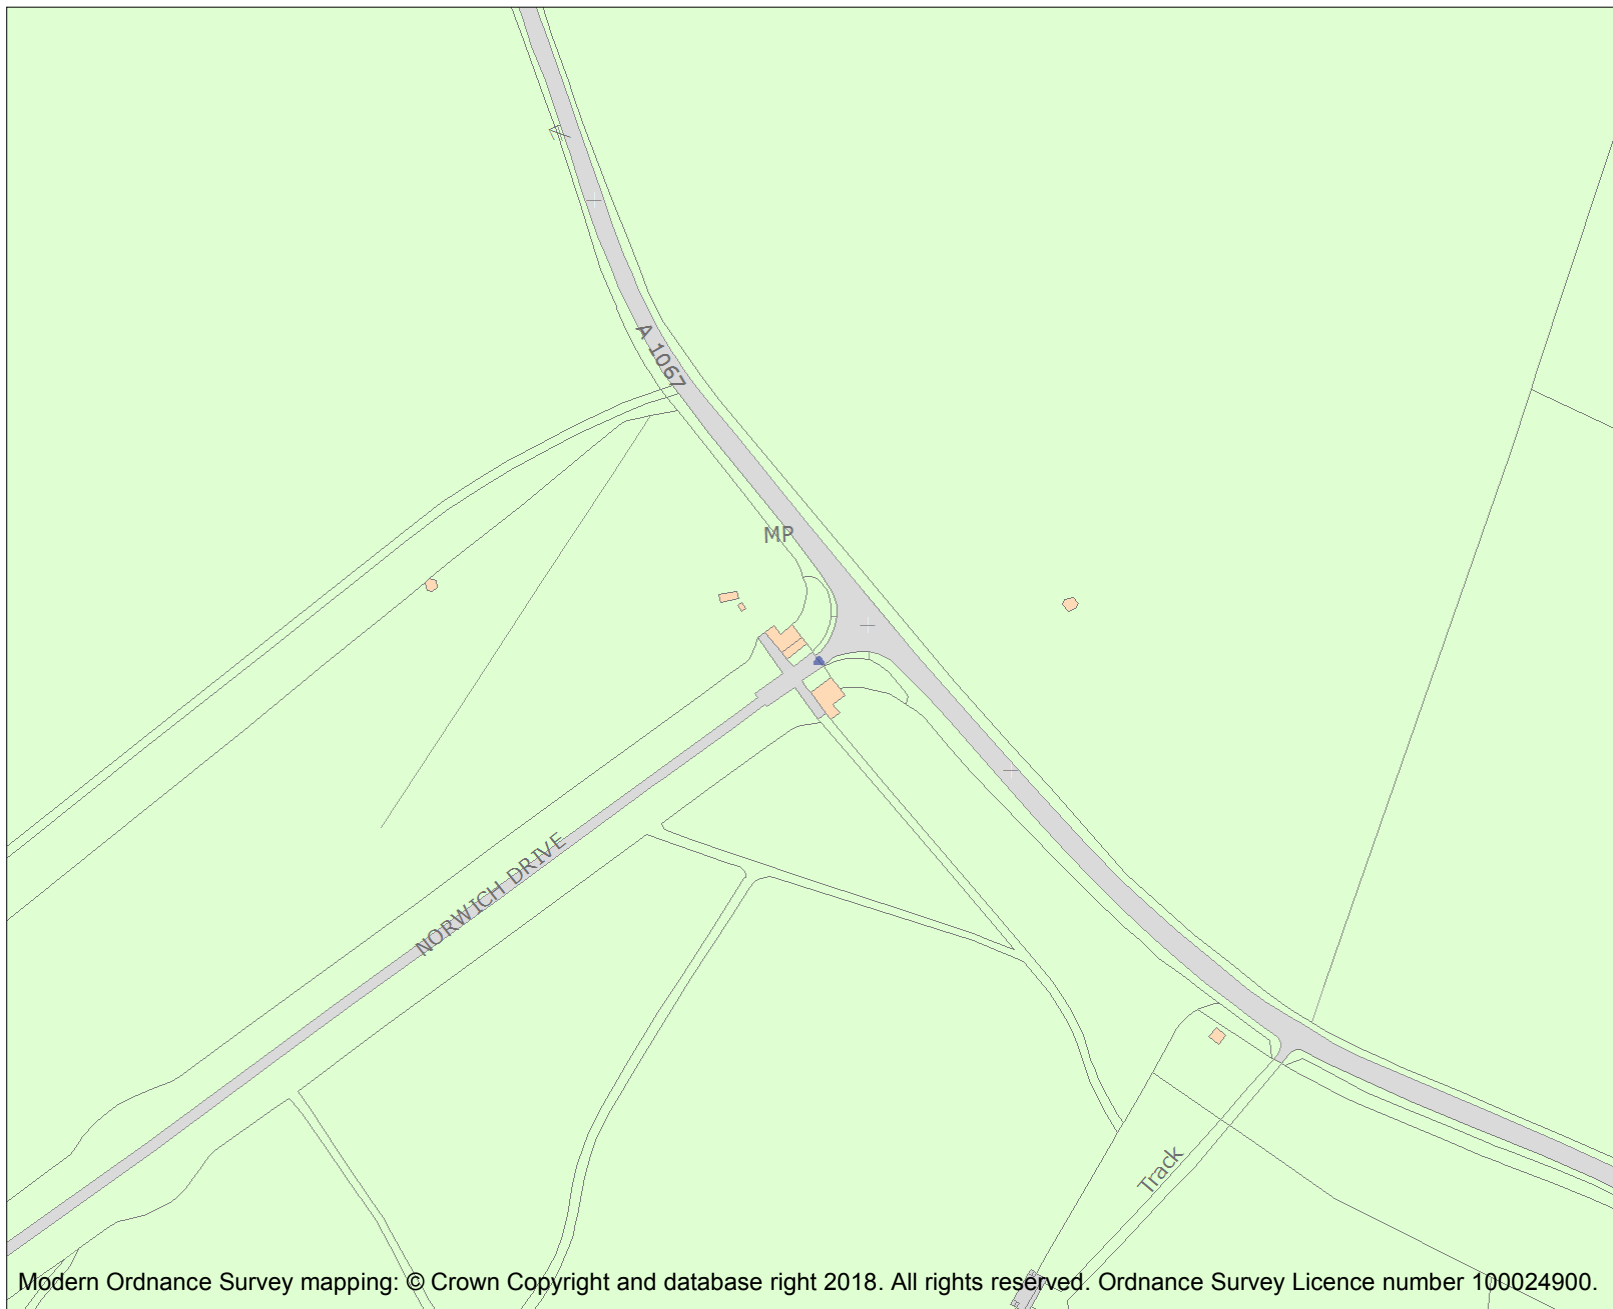 A 1067
MP
NORWICH DRIVE
Track
Modern Ordnance Survey mapping: © Crown Copyright and database right 2018. All rights reserved. Ordnance Survey Licence number 100024900.